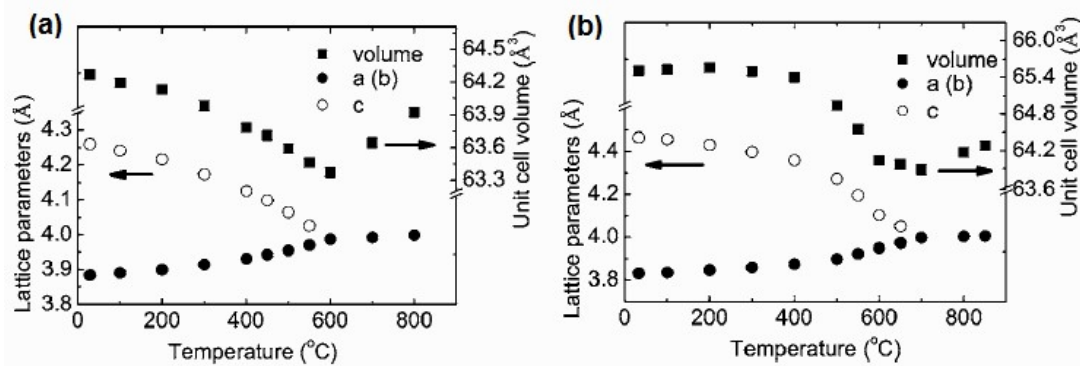 (a)
volume
a (b)
c
Lattice parameters (Å)
4.3
4.2
4.1
4.0
3.9
3.8
Unit cell volume (Å³)
64.5
64.2
63.9
63.6
63.3
0 200 400 600 800
Temperature (°C)
(b)
volume
a (b)
c
Lattice parameters (Å)
4.4
4.2
4.0
3.8
Unit cell volume (Å³)
66.0
65.4
64.8
64.2
63.6
0 200 400 600 800
Temperature (°C)